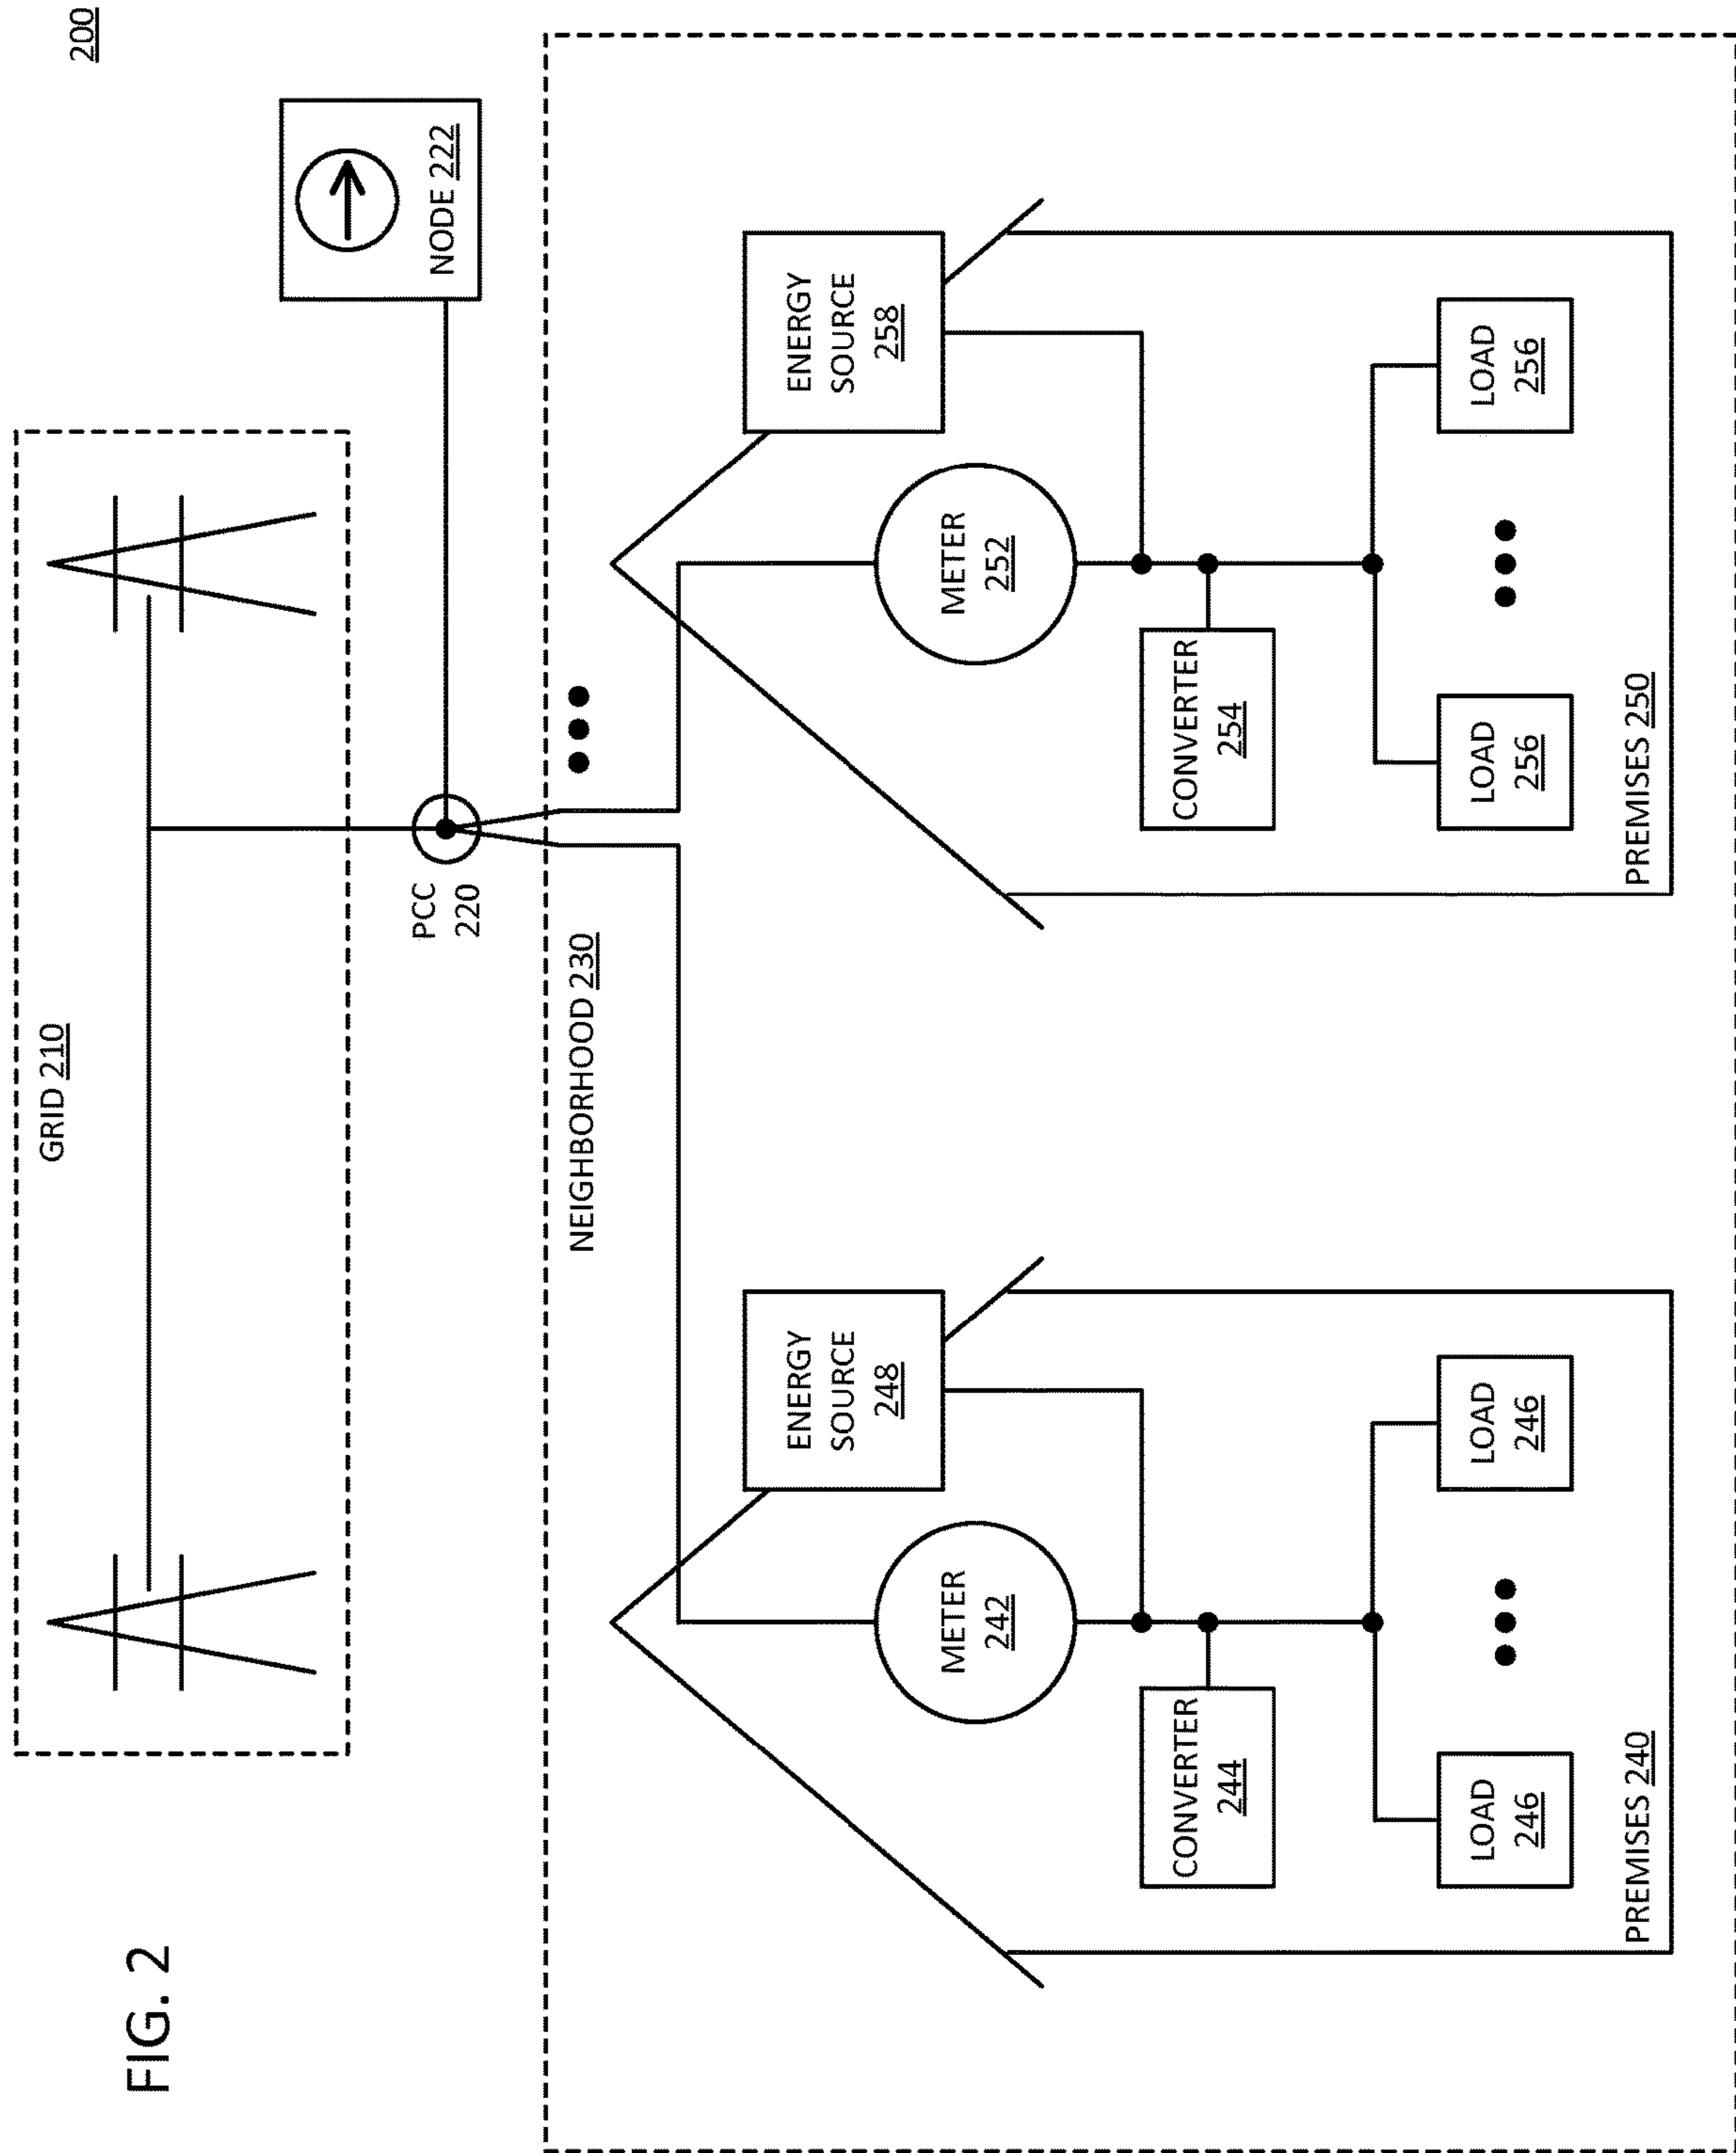 FIG. 2
200
GRID 210
PCC
220
NODE 222
NEIGHBORHOOD 230
ENERGY
SOURCE
248
METER
242
CONVERTER
244
LOAD
246
LOAD
246
PREMISES 240
ENERGY
SOURCE
258
METER
252
CONVERTER
254
LOAD
256
LOAD
256
PREMISES 250